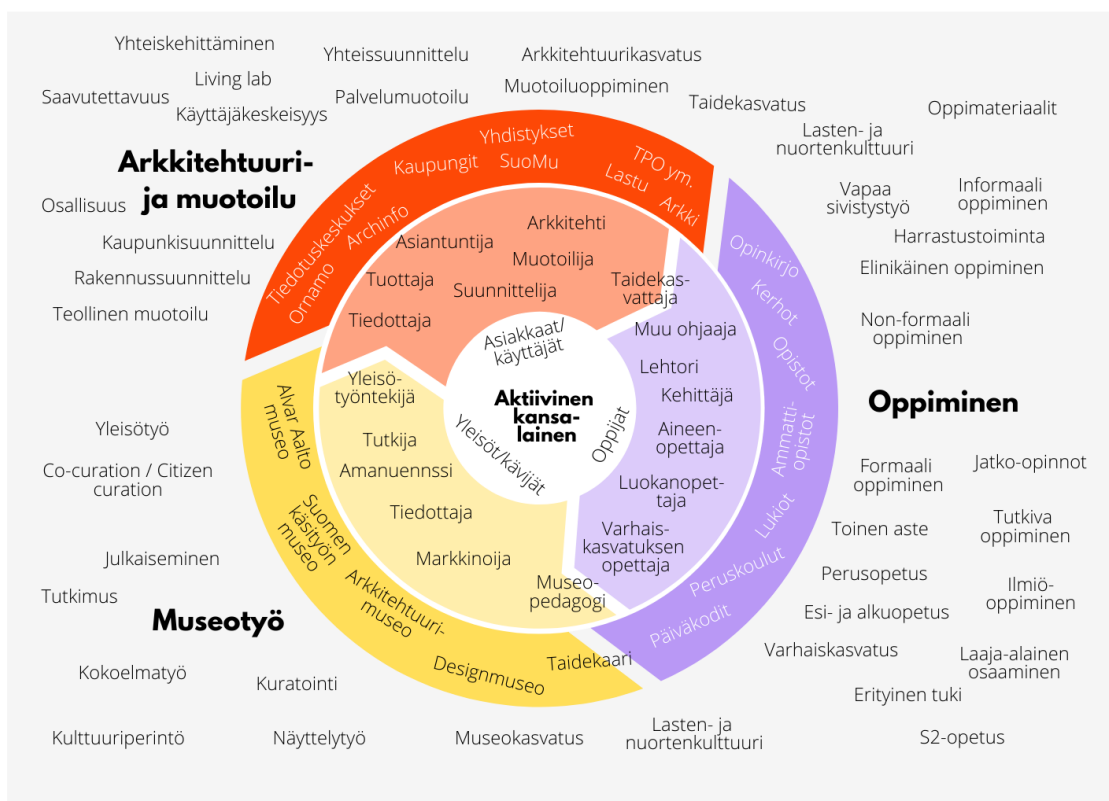 Yhteiskehittäminen
Yhteissuunnittelu
Arkkitehtuurikasvatus
Living lab
Muotoiluoppiminen
Saavutettavuus
Palvelumuotoilu
Käyttäjäkeskeisyys
Taidekasvatus
Oppimateriaalit
Lasten- ja
nuortenkulttuuri
Arkkitehtuuri-
ja muotoilu
Osallisuus
Kaupunkisuunnittelu
Rakennussuunnittelu
Teollinen muotoilu
Yhdistykset
Kaupungit
SuoMu
TPO ym.
Lastu
Arkki
Tiedotuskeskukset
Archinfo
Ornamo
Arkkitehti
Asiantuntija
Muotoilija
Tuottaja
Suunnittelija
Taidekas-
vattaja
Tiedottaja
Vapaa
sivistystyö
Informaali
oppiminen
Harrastustoiminta
Elinikäinen oppiminen
Non-formaali
oppiminen
Oppiminen
Formaali
oppiminen
Jatko-opinnot
Toinen aste
Tutkiva
oppiminen
Perusopetus
Ilmiö-
oppiminen
Esi- ja alkuopetus
Varhaiskasvatus
Laaja-alainen
osaaminen
Erityinen tuki
S2-opetus
Opinkirjo
Kerhot
Opistot
Ammatti-
opistot
Lukiot
Peruskoulut
Päiväkodit
Muu ohjaaja
Lehtori
Kehittäjä
Aineen-
opettaja
Luokanopet-
taja
Varhais-
kasvatuksen
opettaja
Asiakkaat/
käyttäjät
Aktiivinen
kansa-
lainen
Oppijat
Yleisöt/kävijät
Yleisö-
työntekijä
Tutkija
Amanuennssi
Tiedottaja
Markkinoija
Museo-
pedagogi
Alvar Aalto
museo
Suomen
käsityön
museo
Arkkitehtuuri-
museo
Designmuseo
Taidekaari
Yleisötyö
Co-curation / Citizen
curation
Julkaiseminen
Tutkimus
Museotyö
Kokoelmatyö
Kuratointi
Kulttuuriperintö
Näyttelytyö
Museokasvatus
Lasten- ja
nuortenkulttuuri